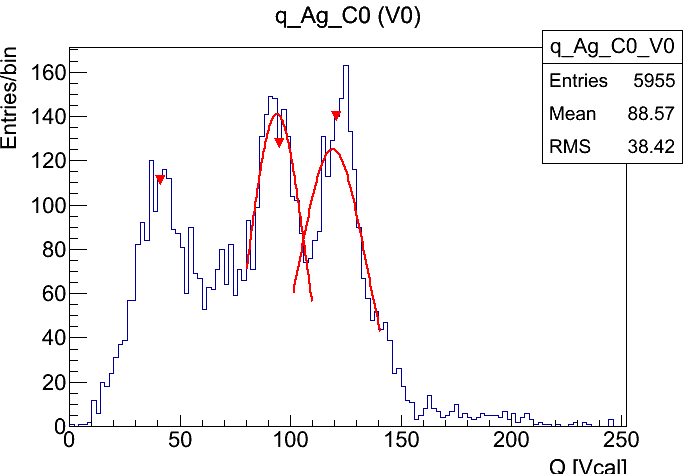 q_Ag_C0 (V0)
q_Ag_C0_V0
Entries 5955
Mean 88.57
RMS 38.42
Entries/bin
160
140
120
100
80
60
40
20
0
0 50 100 150 200 250
Q [Vcal]